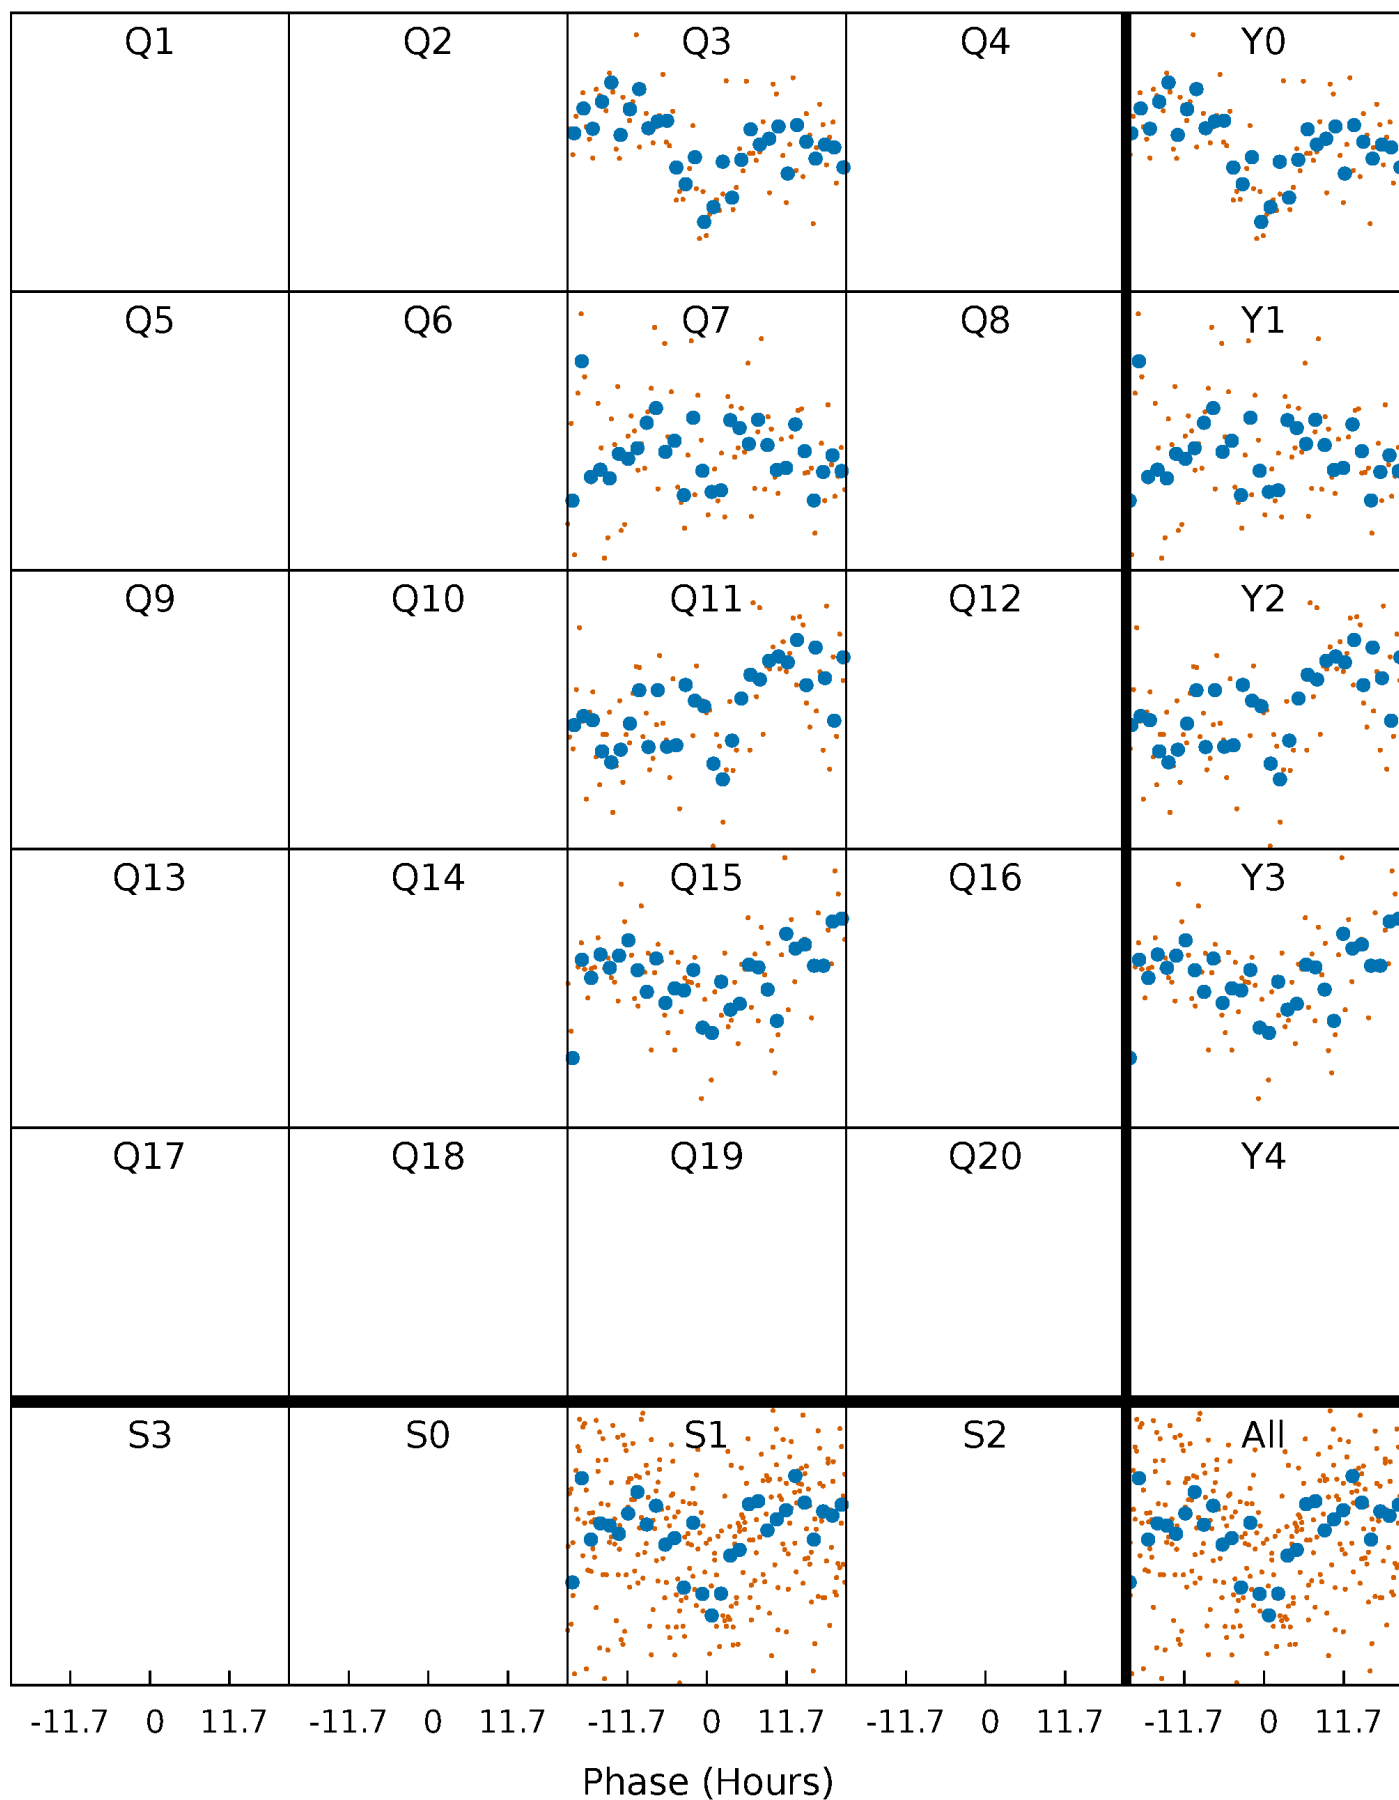 Q1 Q2 Q3 Q4 Y0
Q5 Q6 Q7 Q8 Y1
Q9 Q10 Q11 Q12 Y2
Q13 Q14 Q15 Q16 Y3
Q17 Q18 Q19 Q20 Y4
S3 S0 S1 S2 All
-11.7 0 11.7 -11.7 0 11.7 -11.7 0 11.7 -11.7 0 11.7 -11.7 0 11.7
Phase (Hours)